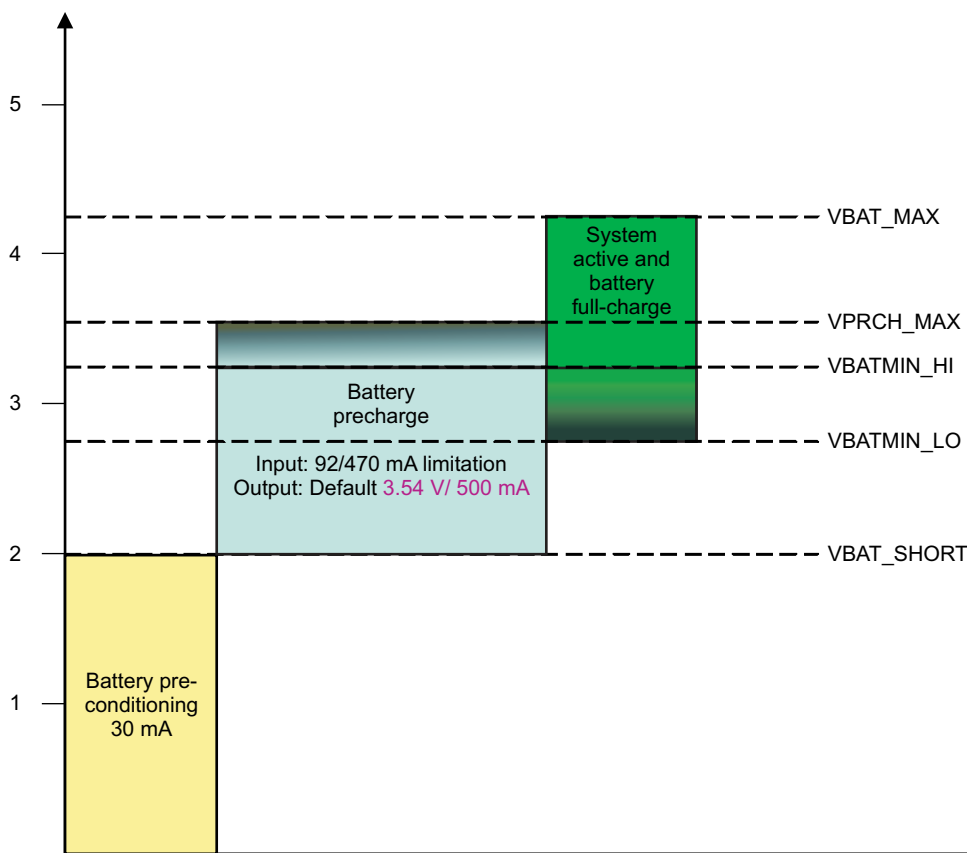 5
VBAT_MAX
System
active and
battery
full-charge
4
VPRCH_MAX
VBATMIN_HI
3
Battery
precharge
VBATMIN_LO
Input: 92/470 mA limitation
Output: Default 3.54 V/ 500 mA
2
VBAT_SHORT
1
Battery pre-
conditioning
30 mA